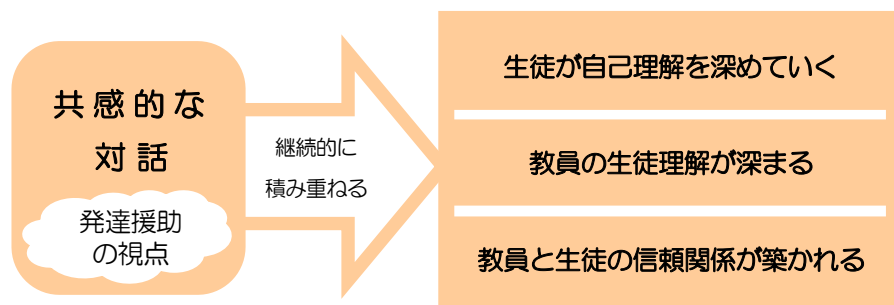 共感的な
対話
発達援助
の視点
継続的に
積み重ねる
生徒が自己理解を深めていく
教員の生徒理解が深まる
教員と生徒の信頼関係が築かれる